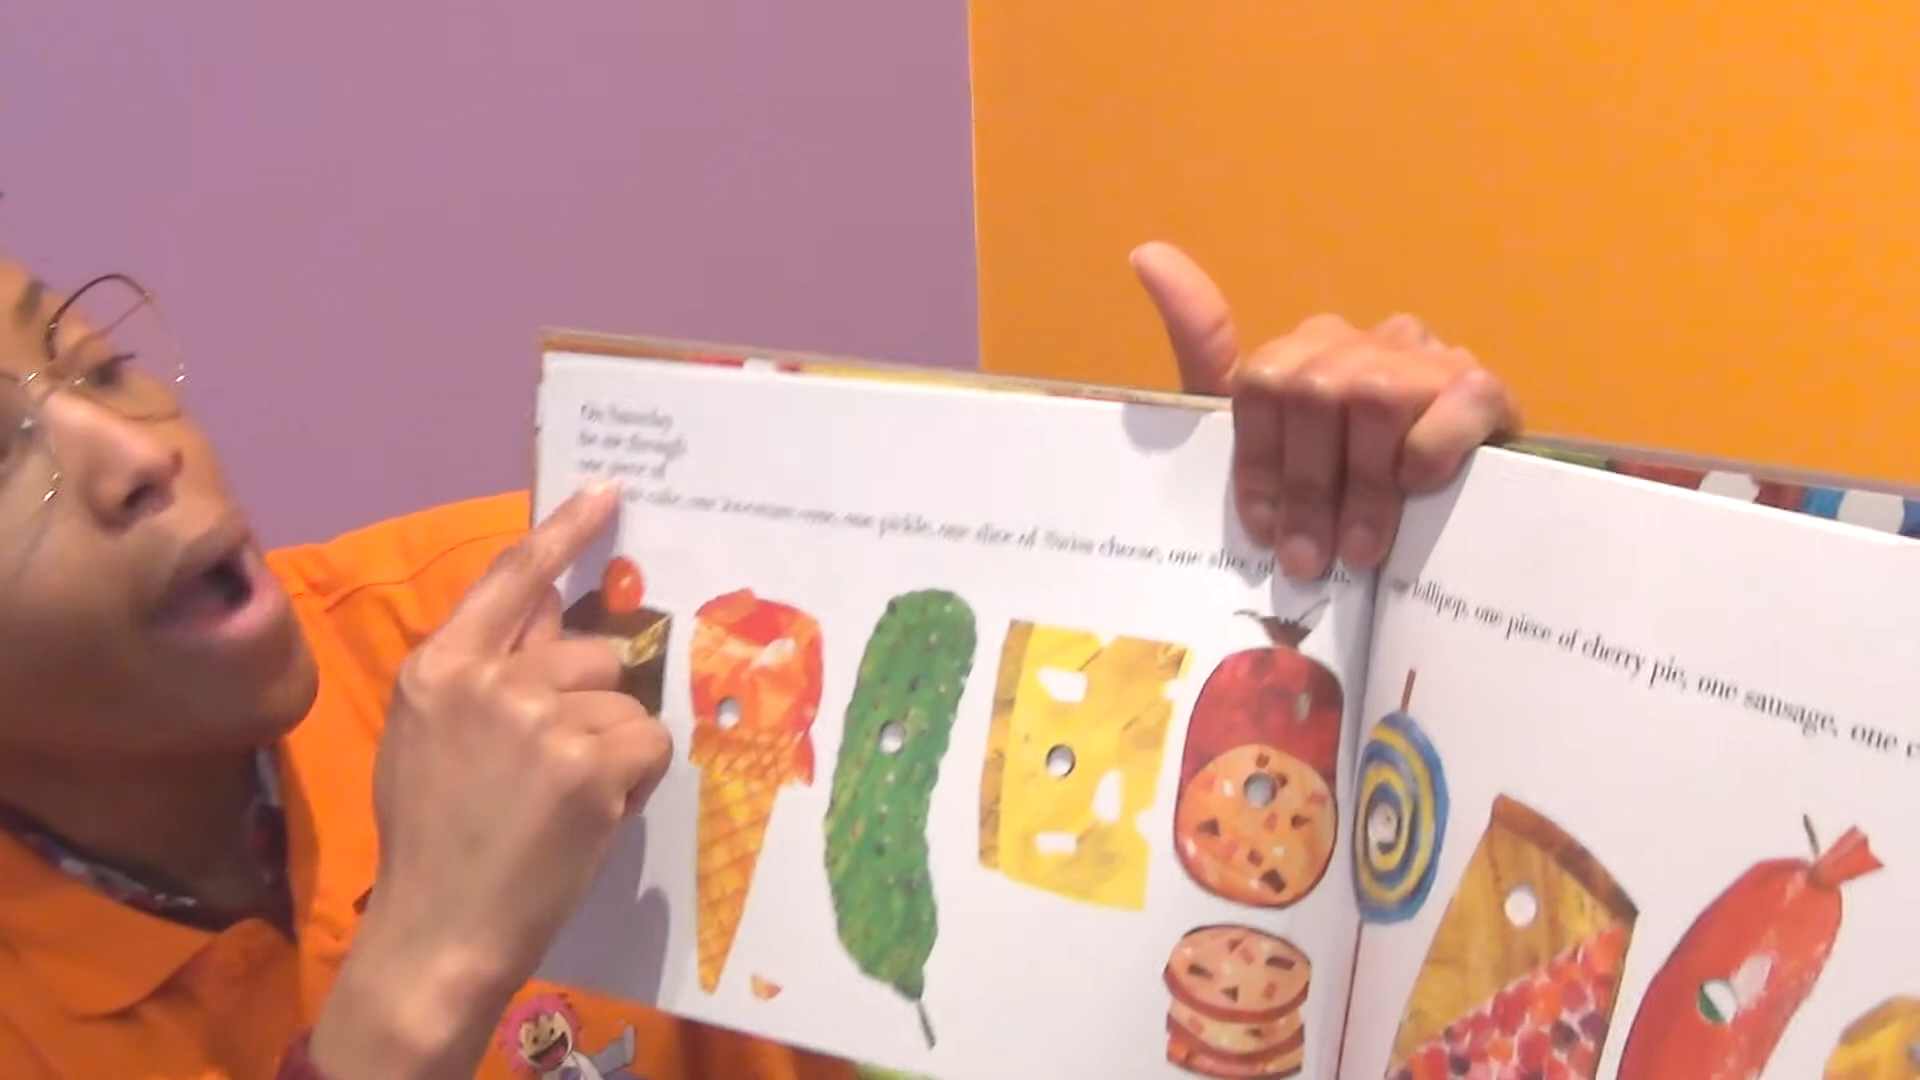 On Saturday
he ate through
one piece of
cake, one ice-cream cone, one pickle, one slice of Swiss cheese, one slice of
lollipop, one piece of cherry pie, one sausage, one